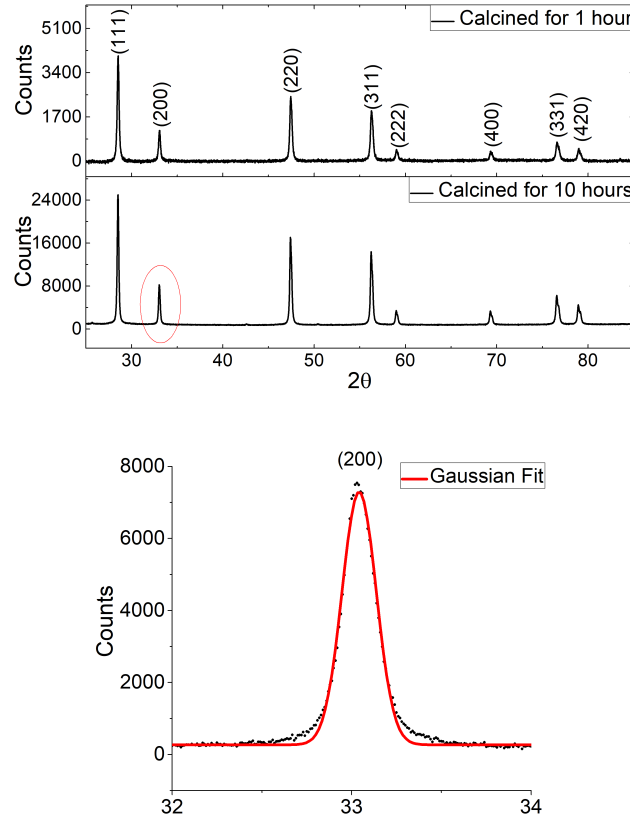 Calcined for 1 hour
5100
3400
1700
0
Counts
(111)
(200)
(220)
(311)
(222)
(400)
(331)
(420)
Calcined for 10 hours
24000
16000
8000
0
Counts
30 40 50 60 70 80
2θ
(200)
Gaussian Fit
8000
6000
4000
2000
0
Counts
32 33 34